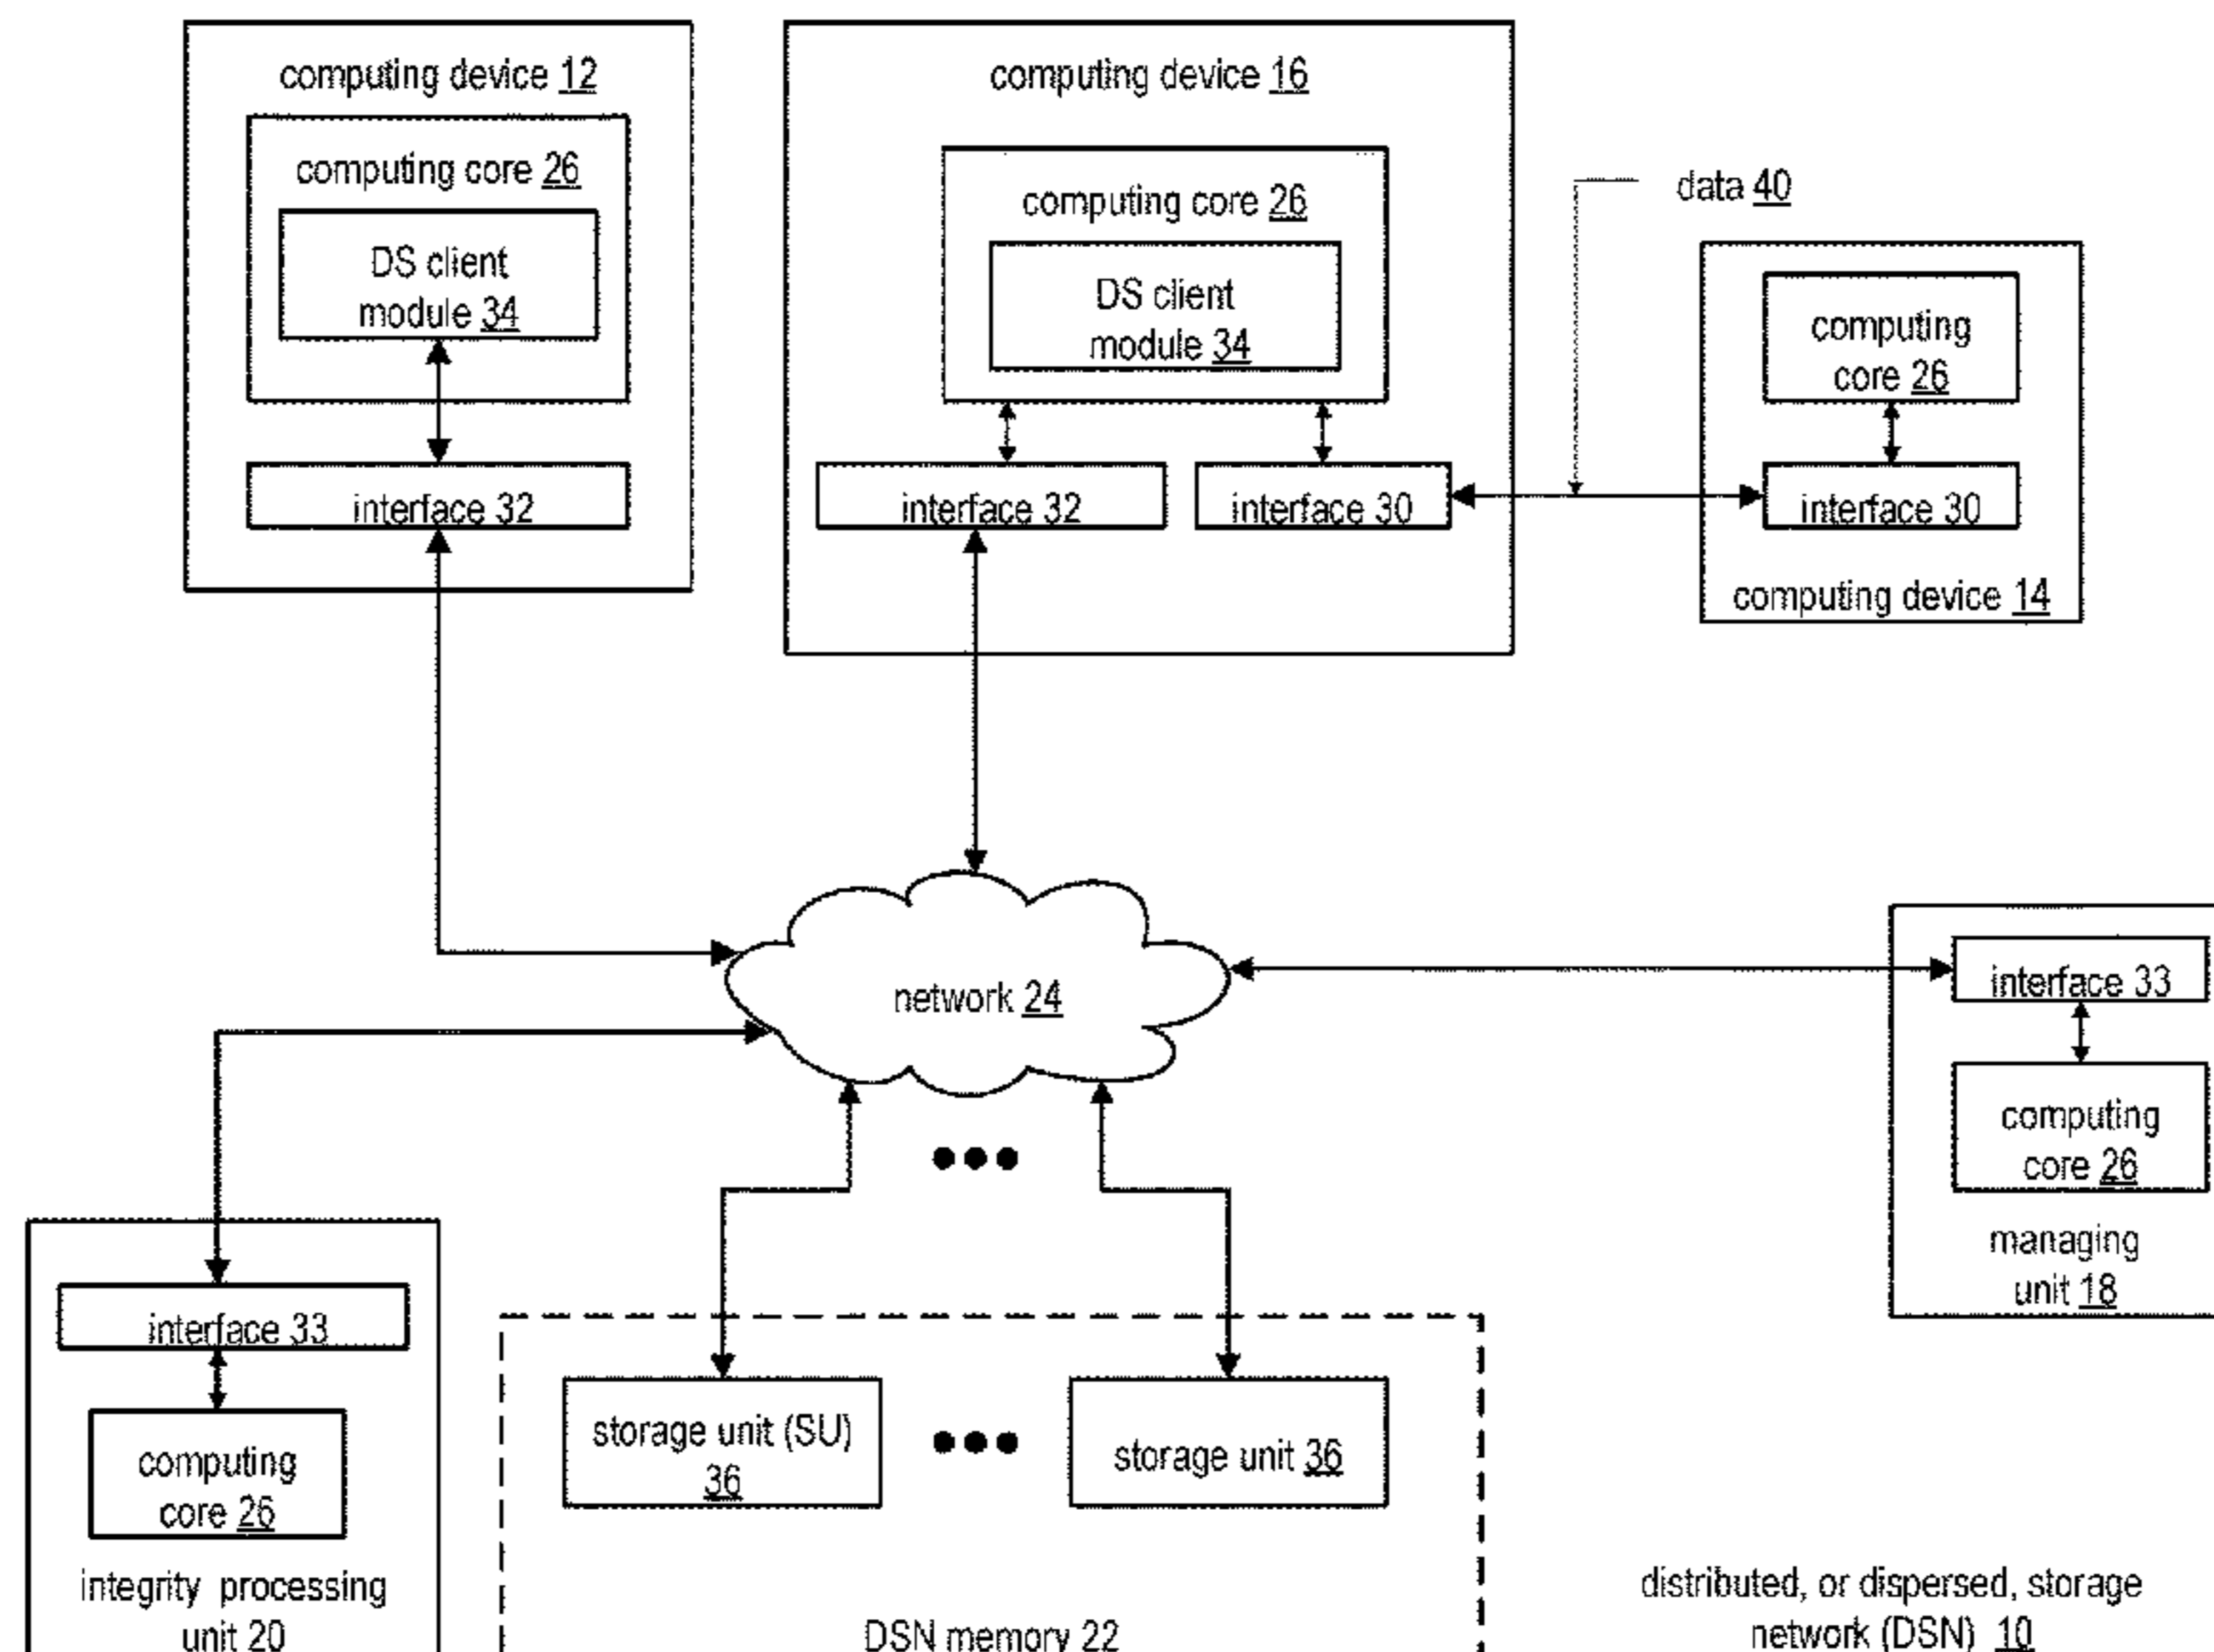 computing device 12
computing core 26
DS client
module 34
interface 32
computing device 16
computing core 26
DS client
module 34
interface 32
interface 30
data 40
computing
core 26
interface 30
computing device 14
network 24
interface 33
computing
core 26
managing
unit 18
interface 33
computing
core 26
integrity processing
unit 20
storage unit (SU)
36
storage unit 36
DSN memory 22
distributed, or dispersed, storage
network (DSN) 10